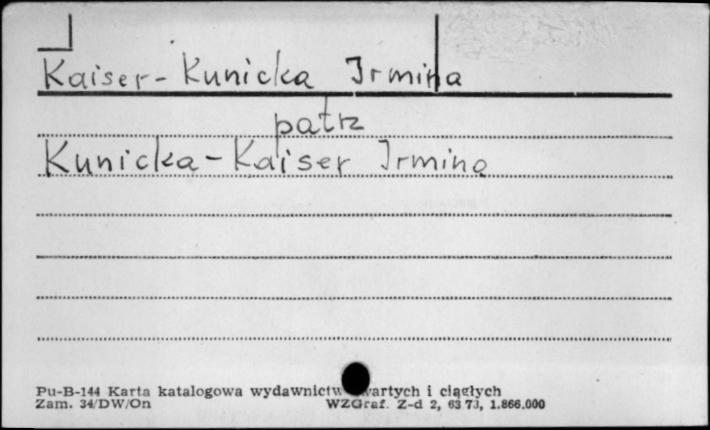 Kaiser-Kunicka Irmina
patrz
Kunicka-Kaiser Irmina
Pu-B-144 Karta katalogowa wydawnictw zwartych i ciągłych
Zam. 34/DW/On WZGraf. Z-d 2, 63 73, 1.866.000